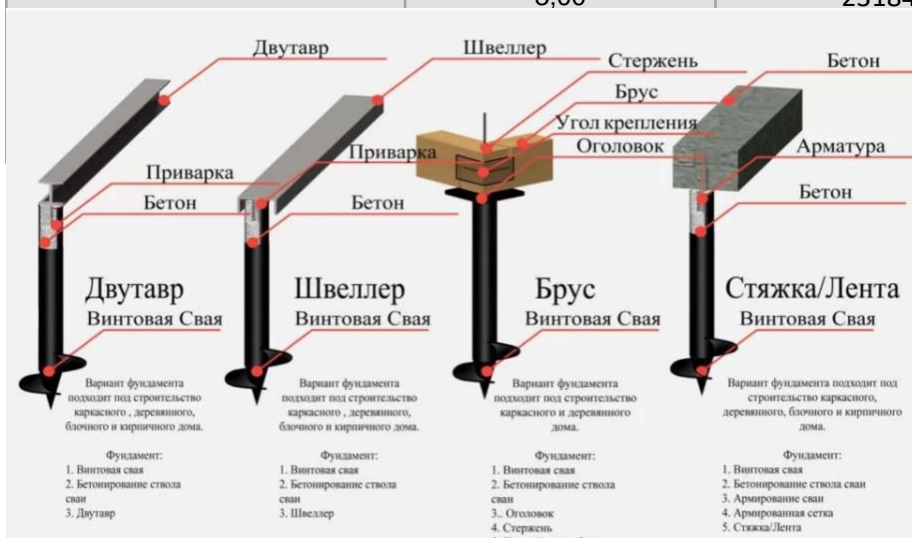 Двутавр
Швеллер
Стержень
Бетон
Брус
Угол крепления
Оголовок
Приварка
Арматура
Приварка
Бетон
Бетон
Бетон
Двутавр
Винтовая Свая
Вариант фундамента
подходит под строительство
каркасного , деревянного,
блочного и кирпичного дома.
Фундамент:
1. Винтовая свая
2. Бетонирование ствола
сваи
3. Двутавр
Швеллер
Винтовая Свая
Вариант фундамента
подходит под строительство
каркасного , деревянного,
блочного и кирпичного дома.
Фундамент:
1. Винтовая свая
2. Бетонирование ствола
сваи
3. Швеллер
Брус
Винтовая Свая
Вариант фундамента
подходит под строительство
каркасного и деревянного
дома.
Фундамент:
1. Винтовая свая
2. Бетонирование ствола
сваи
3.. Оголовок
4. Стержень
Стяжка/Лента
Винтовая Свая
Вариант фундамента подходит под
строительство каркасного,
деревянного, блочного и кирпичного
дома.
Фундамент:
1. Винтовая свая
2. Бетонирование ствола сваи
3. Армирование сваи
4. Армированная сетка
5. Стяжка/Лента